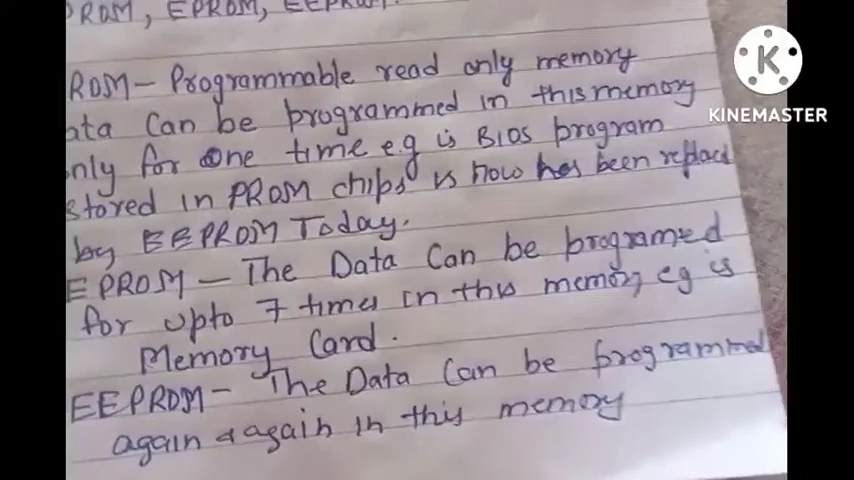 ROM, EPROM, EEPROM.
ROM - Programmable read only memory
ata Can be programmed in this memory
nly for One time e.g is BIOS program
stored in PROM chips is now has been replaced
by EEPROM Today.
EPROM - The Data Can be programed
for upto 7 times in this memory eg is
Memory Card.
EEPROM - The Data Can be programmed
again & again in this memory
K
KINEMASTER